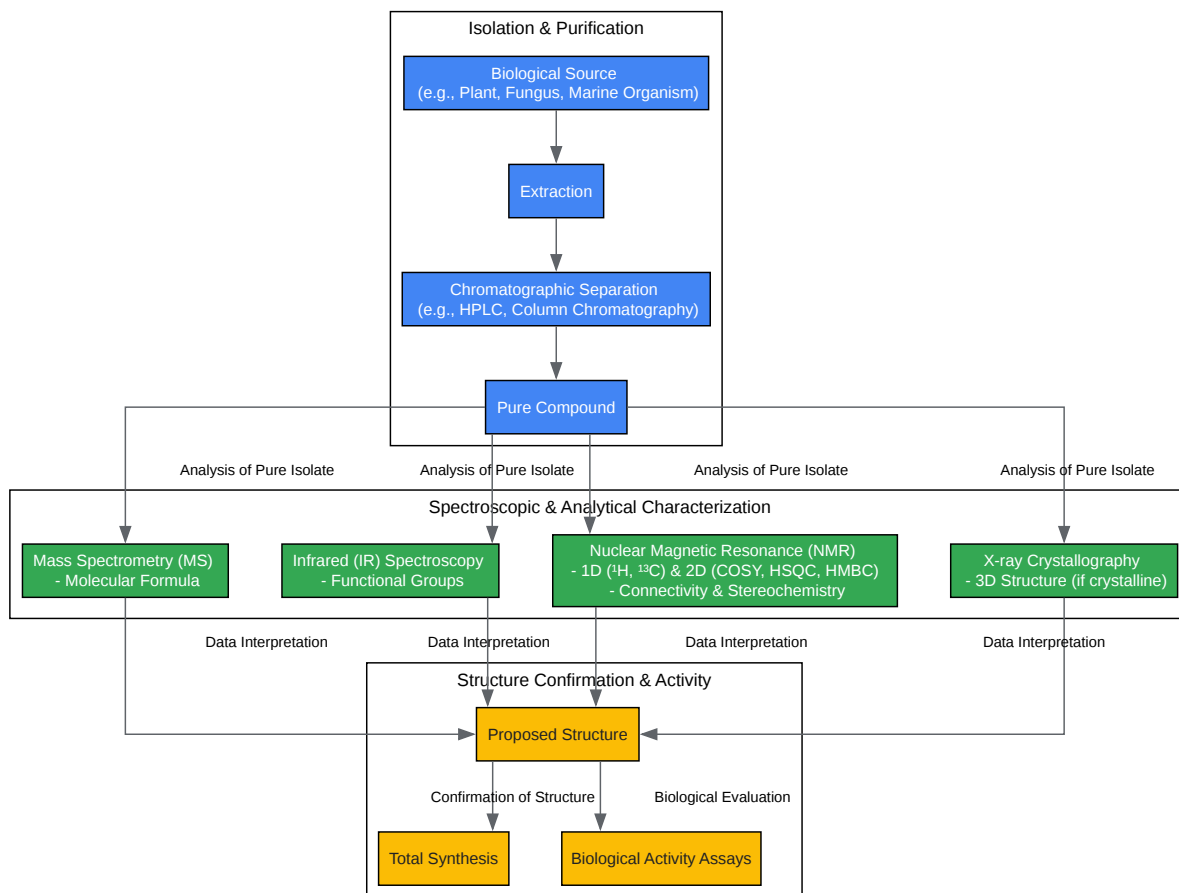 Isolation & Purification
Biological Source
(e.g., Plant, Fungus, Marine Organism)
Extraction
Chromatographic Separation
(e.g., HPLC, Column Chromatography)
Pure Compound
Analysis of Pure Isolate
Analysis of Pure Isolate
Analysis of Pure Isolate
Analysis of Pure Isolate
Spectroscopic & Analytical Characterization
Mass Spectrometry (MS)
- Molecular Formula
Infrared (IR) Spectroscopy
- Functional Groups
Nuclear Magnetic Resonance (NMR)
- 1D (¹H, ¹³C) & 2D (COSY, HSQC, HMBC)
- Connectivity & Stereochemistry
X-ray Crystallography
- 3D Structure (if crystalline)
Data Interpretation
Data Interpretation
Data Interpretation
Data Interpretation
Structure Confirmation & Activity
Proposed Structure
Confirmation of Structure
Biological Evaluation
Total Synthesis
Biological Activity Assays